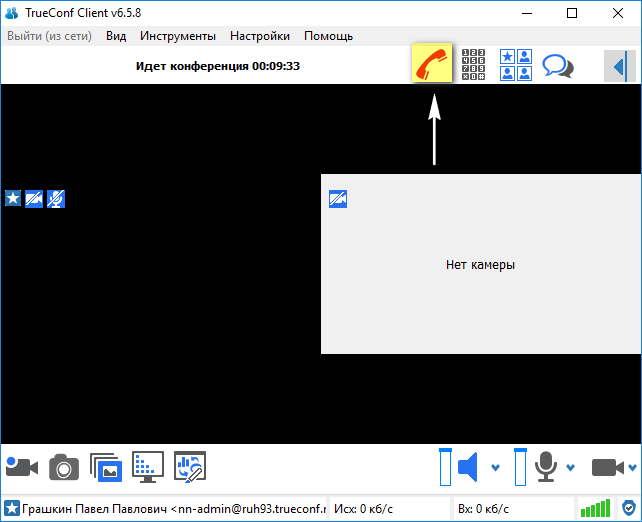 TrueConf Client v6.5.8
Выйти (из сети) Вид Инструменты Настройки Помощь
Идет конференция 00:09:33
Нет камеры
Грашкин Павел Павлович <nn-admin@ruh93.trueconf.r
Исх: 0 кб/с
Вх: 0 кб/с